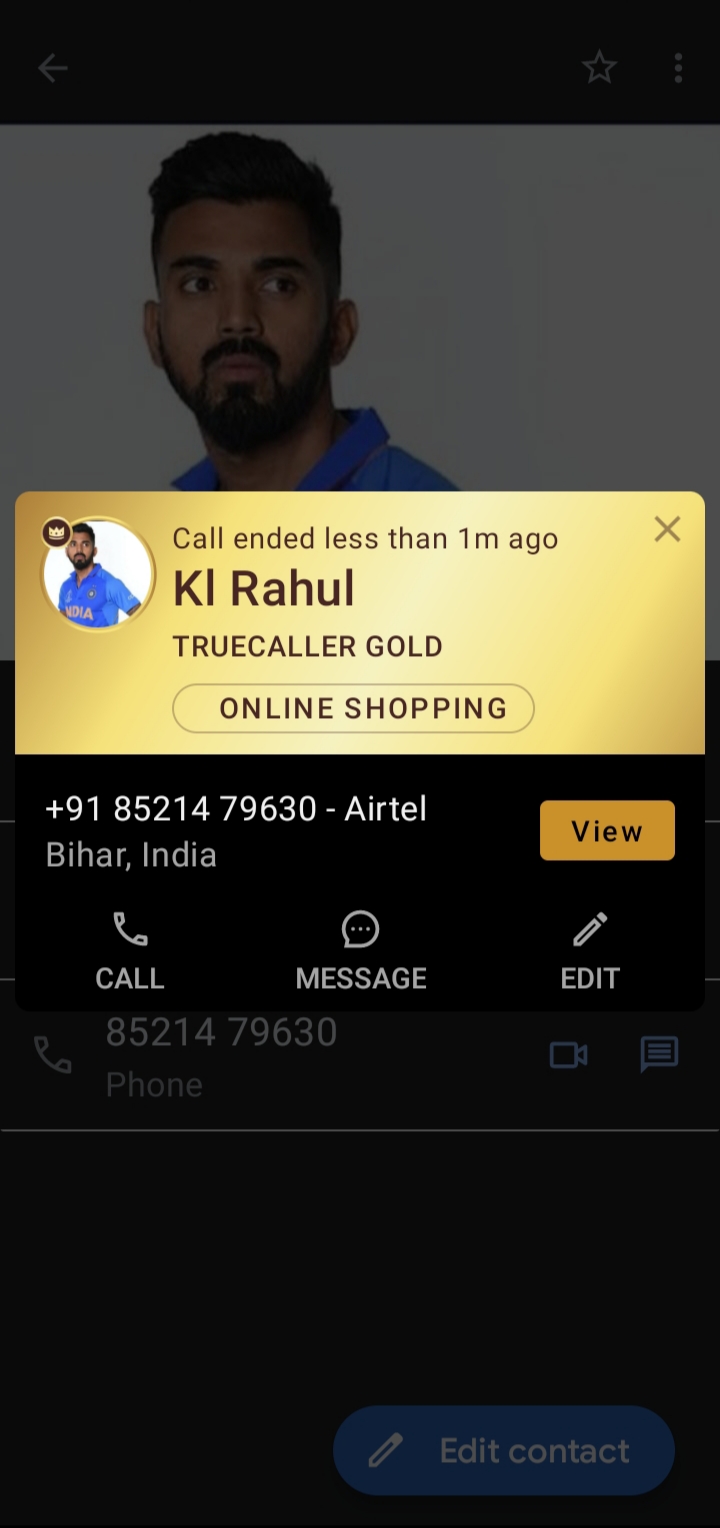 Call ended less than 1m ago
Kl Rahul
TRUECALLER GOLD
ONLINE SHOPPING
+91 85214 79630 - Airtel
View
Bihar, India
CALL
MESSAGE
EDIT
85214 79630
Phone
Edit contact